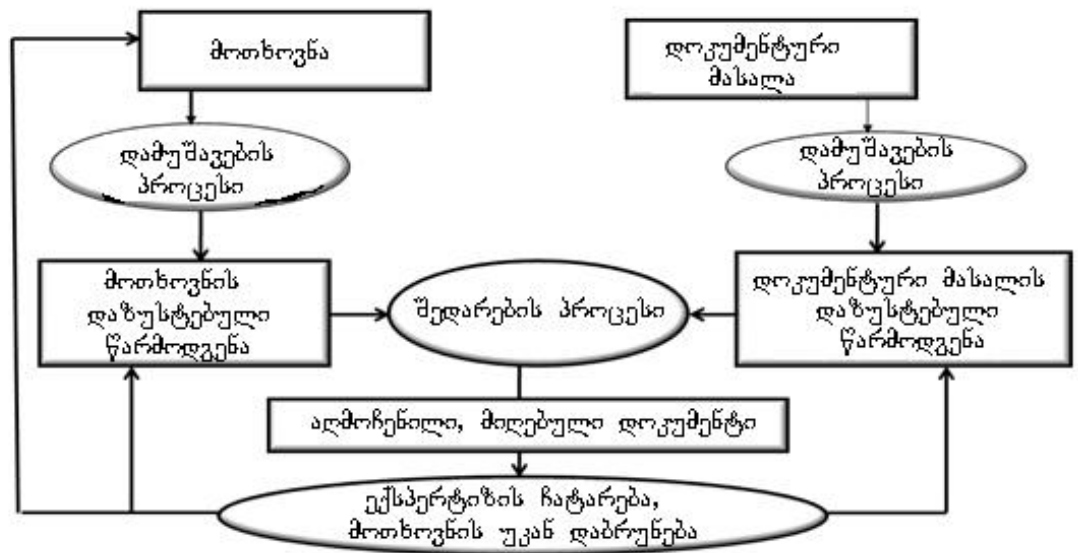 მოთხოვნა
დოკუმენტური
მასალა
დამუშავების
პროცესი
დამუშავების
პროცესი
მოთხოვნის
დაზუსტებული
წარმოდგენა
შედარების პროცესი
დოკუმენტური მასალის
დაზუსტებული
წარმოდგენა
აღმოჩენილი, მიღებული დოკუმენტი
ექსპერტიზის ჩატარება,
მოთხოვნის უკან დაბრუნება